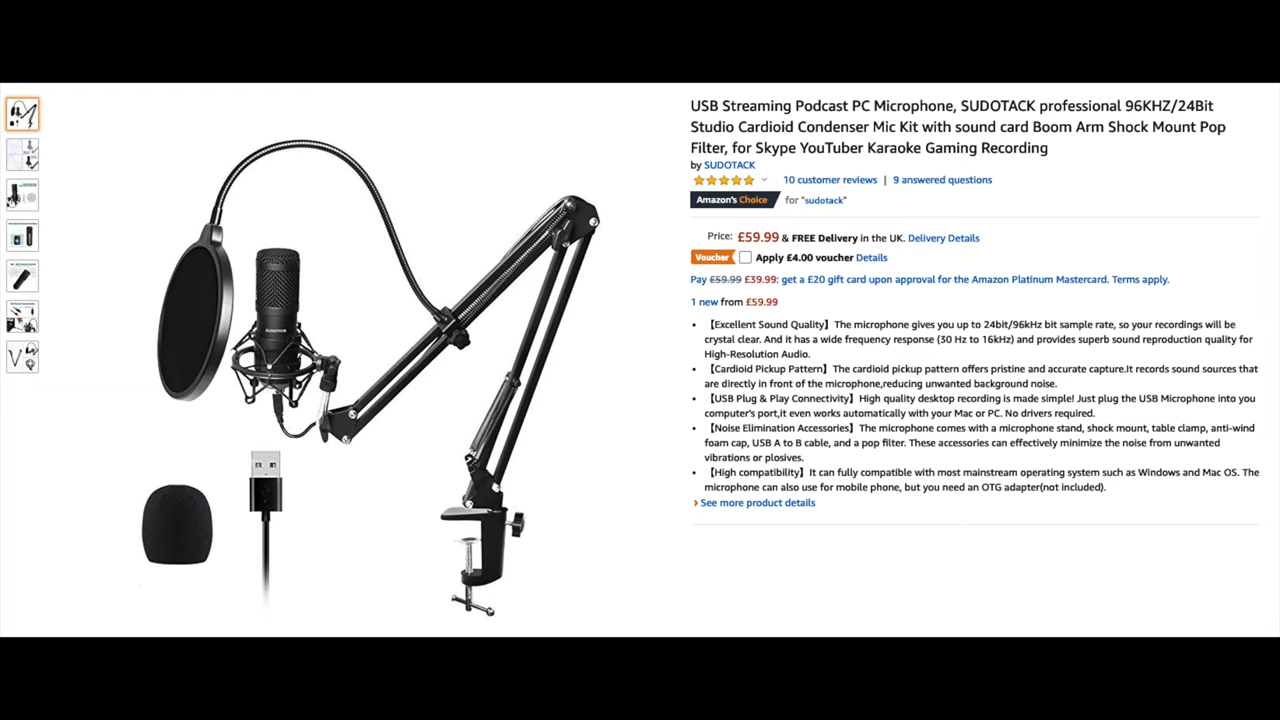 USB Streaming Podcast PC Microphone, SUDOTACK professional 96KHZ/24Bit
Studio Cardioid Condenser Mic Kit with sound card Boom Arm Shock Mount Pop
Filter, for Skype YouTuber Karaoke Gaming Recording
by SUDOTACK
10 customer reviews | 9 answered questions
Amazon's Choice for "sudotack"
Price: £59.99 & FREE Delivery in the UK. Delivery Details
Voucher Apply £4.00 voucher Details
Pay £59.99 £39.99: get a £20 gift card upon approval for the Amazon Platinum Mastercard. Terms apply.
1 new from £59.99
• 【Excellent Sound Quality】The microphone gives you up to 24bit/96kHz bit sample rate, so your recordings will be
crystal clear. And it has a wide frequency response (30 Hz to 16kHz) and provides superb sound reproduction quality for
High-Resolution Audio.
• 【Cardioid Pickup Pattern】The cardioid pickup pattern offers pristine and accurate capture.It records sound sources that
are directly in front of the microphone,reducing unwanted background noise.
• 【USB Plug & Play Connectivity】High quality desktop recording is made simple! Just plug the USB Microphone into you
computer's port,it even works automatically with your Mac or PC. No drivers required.
• 【Noise Elimination Accessories】The microphone comes with a microphone stand, shock mount, table clamp, anti-wind
foam cap, USB A to B cable, and a pop filter. These accessories can effectively minimize the noise from unwanted
vibrations or plosives.
• 【High compatibility】It can fully compatible with most mainstream operating system such as Windows and Mac OS. The
microphone can also use for mobile phone, but you need an OTG adapter(not included).
› See more product details